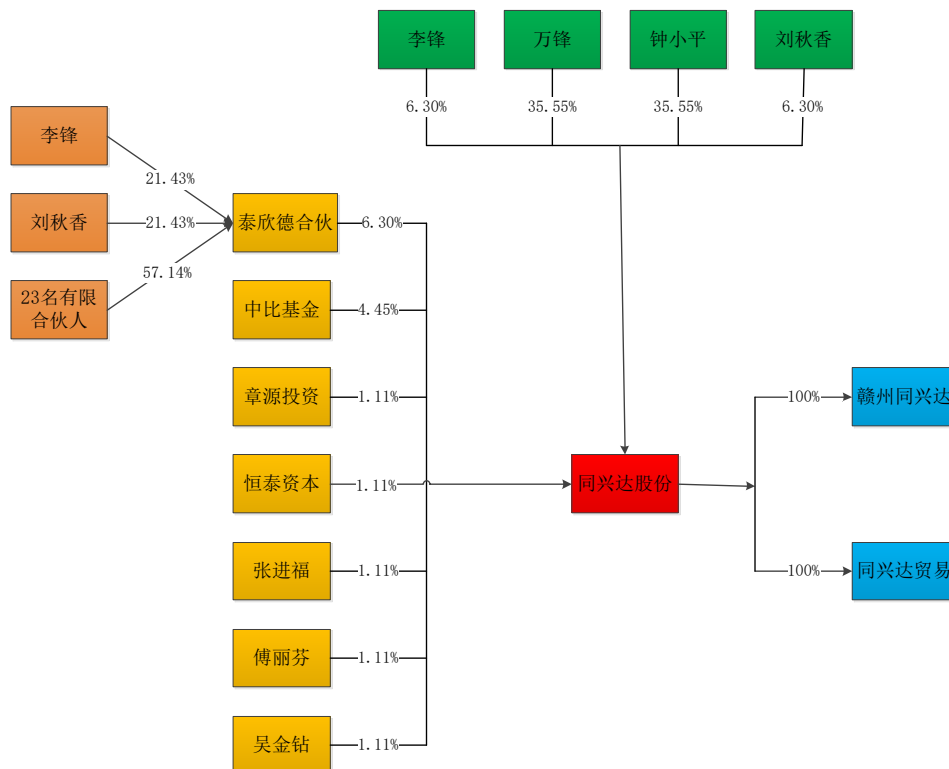 李锋
万锋
钟小平
刘秋香
6.30%
35.55%
35.55%
6.30%
李锋
21.43%
刘秋香
21.43%
泰欣德合伙
6.30%
23名有限
合伙人
57.14%
中比基金
4.45%
章源投资
1.11%
100%
赣州同兴达
恒泰资本
1.11%
同兴达股份
张进福
1.11%
100%
同兴达贸易
傅丽芬
1.11%
吴金钻
1.11%